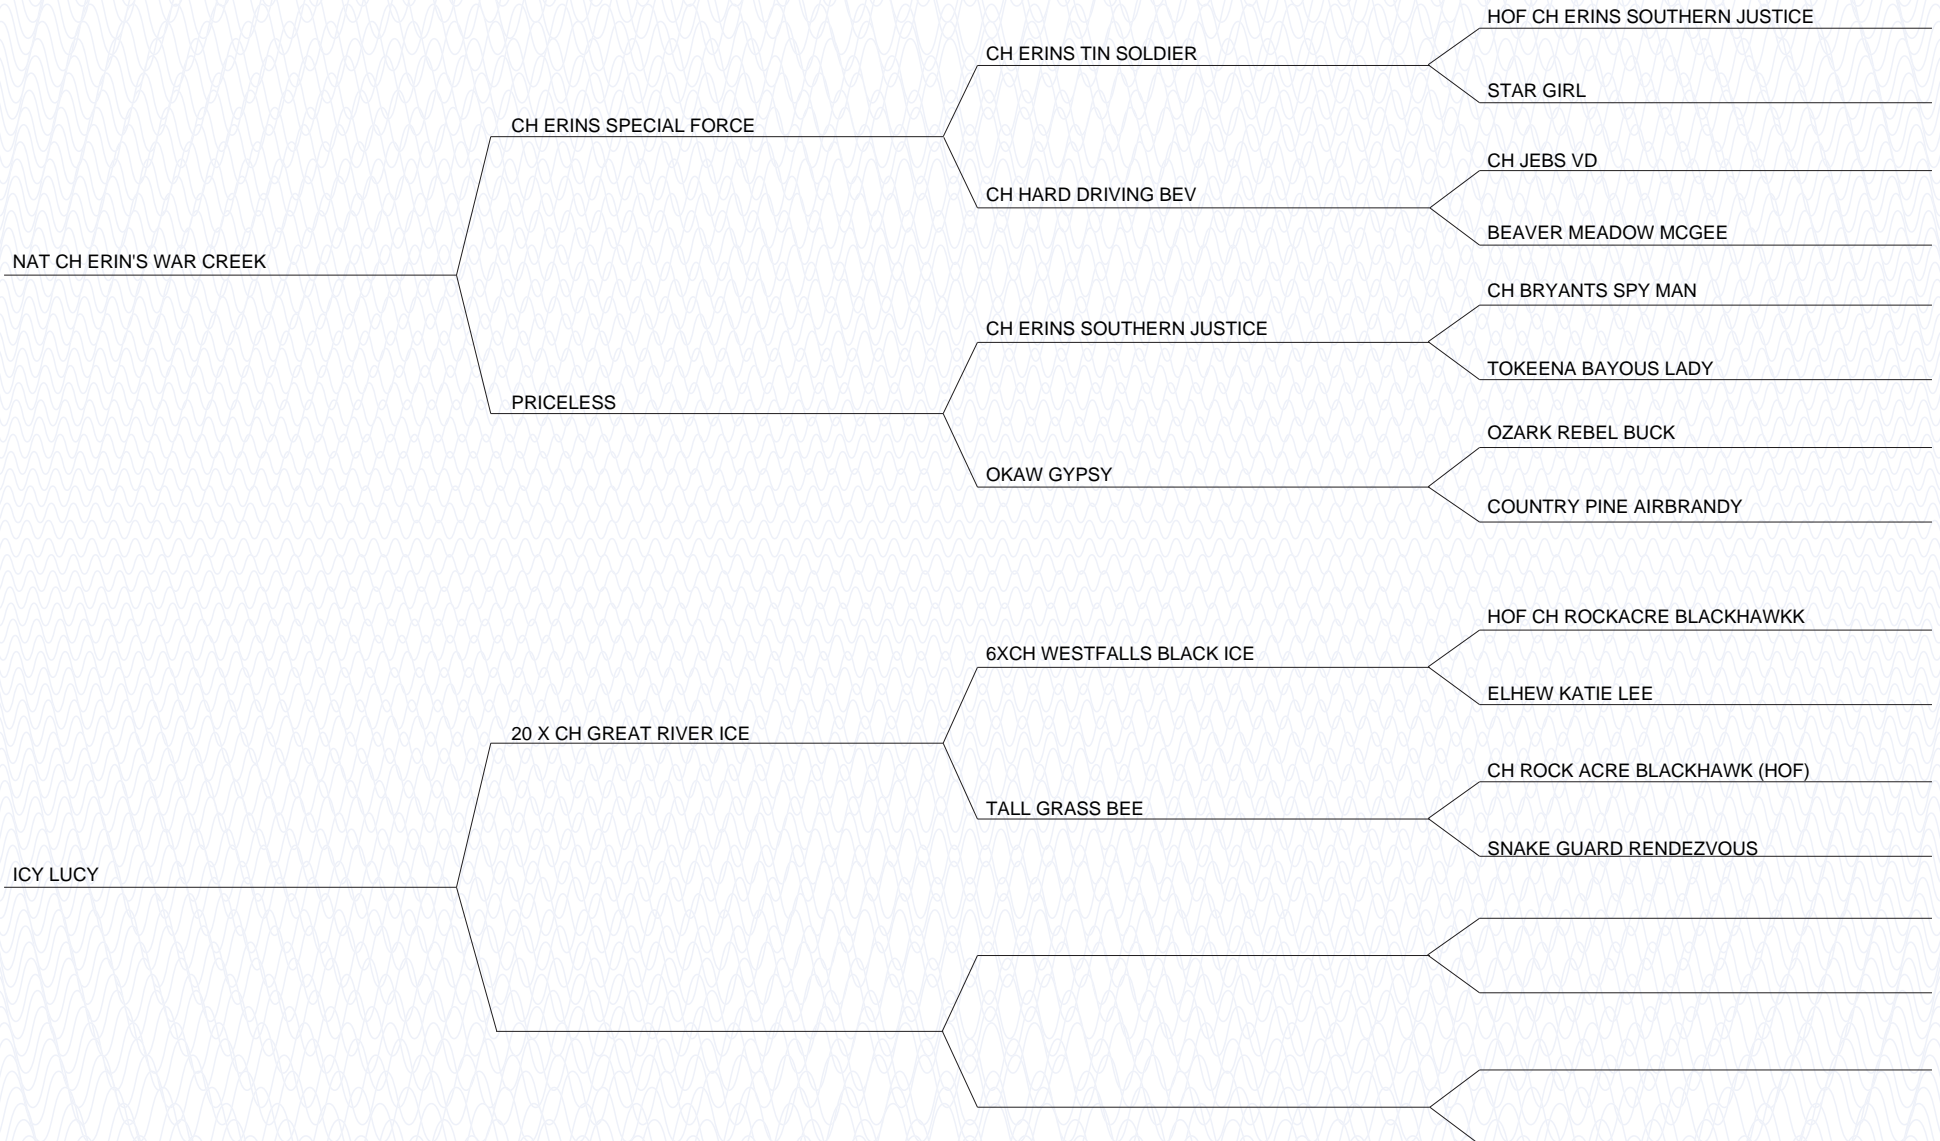 HOF CH ERINS SOUTHERN JUSTICE
CH ERINS TIN SOLDIER
STAR GIRL
CH ERINS SPECIAL FORCE
CH JEBS VD
CH HARD DRIVING BEV
BEAVER MEADOW MCGEE
NAT CH ERIN'S WAR CREEK
CH BRYANTS SPY MAN
CH ERINS SOUTHERN JUSTICE
TOKEENA BAYOUS LADY
PRICELESS
OZARK REBEL BUCK
OKAW GYPSY
COUNTRY PINE AIRBRANDY
HOF CH ROCKACRE BLACKHAWKK
6XCH WESTFALLS BLACK ICE
ELHEW KATIE LEE
20 X CH GREAT RIVER ICE
CH ROCK ACRE BLACKHAWK (HOF)
TALL GRASS BEE
SNAKE GUARD RENDEZVOUS
ICY LUCY